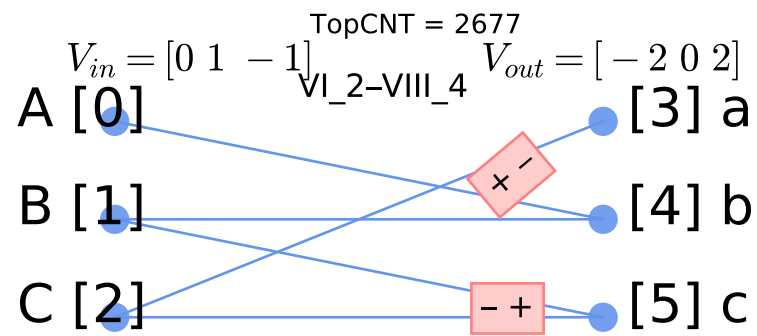 TopCNT = 2677
V_in = [0 1 −1] V_out = [−2 0 2]
VI_2–VIII_4
A [0] [3] a
+ −
B [1] [4] b
C [2] − + [5] c